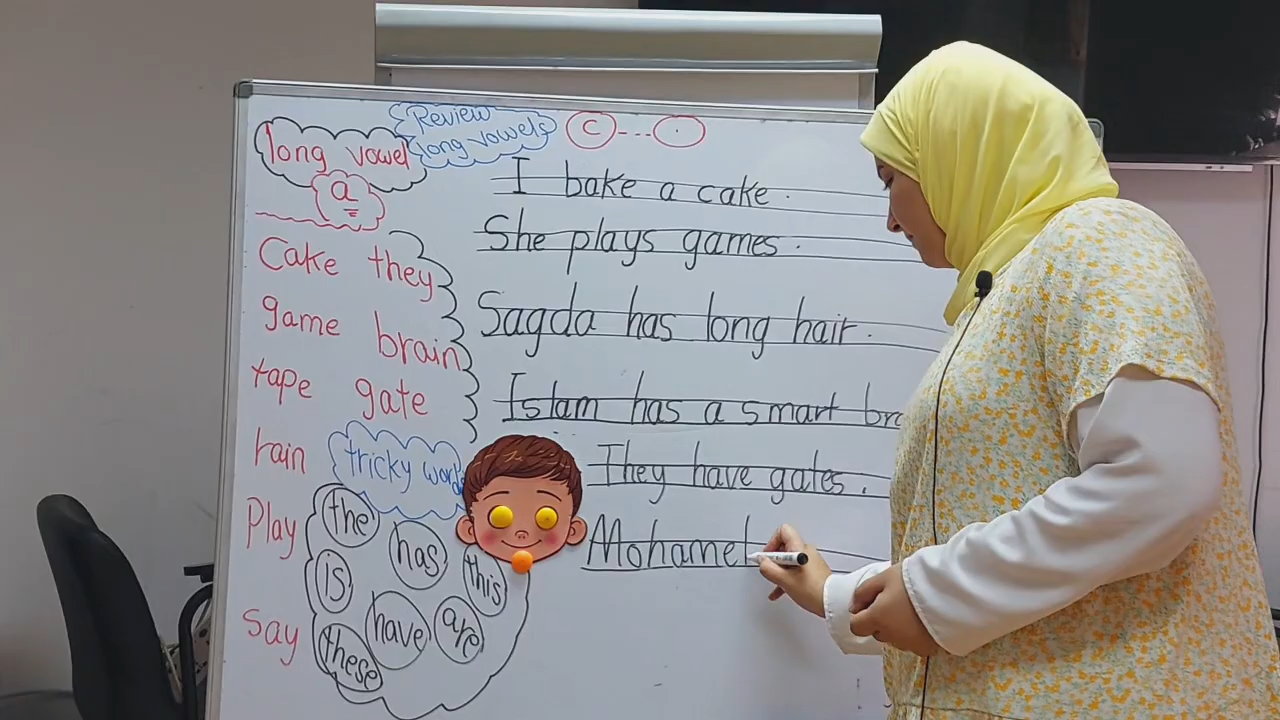 Review
long vowels
long vowel
a
C---.
I bake a cake.
She plays games.
Sagda has long hair.
Islam has a smart
They have gates.
Cake they
game brain
tape gate
rain
Play
Say
tricky words
the
has
is
this
have
are
these